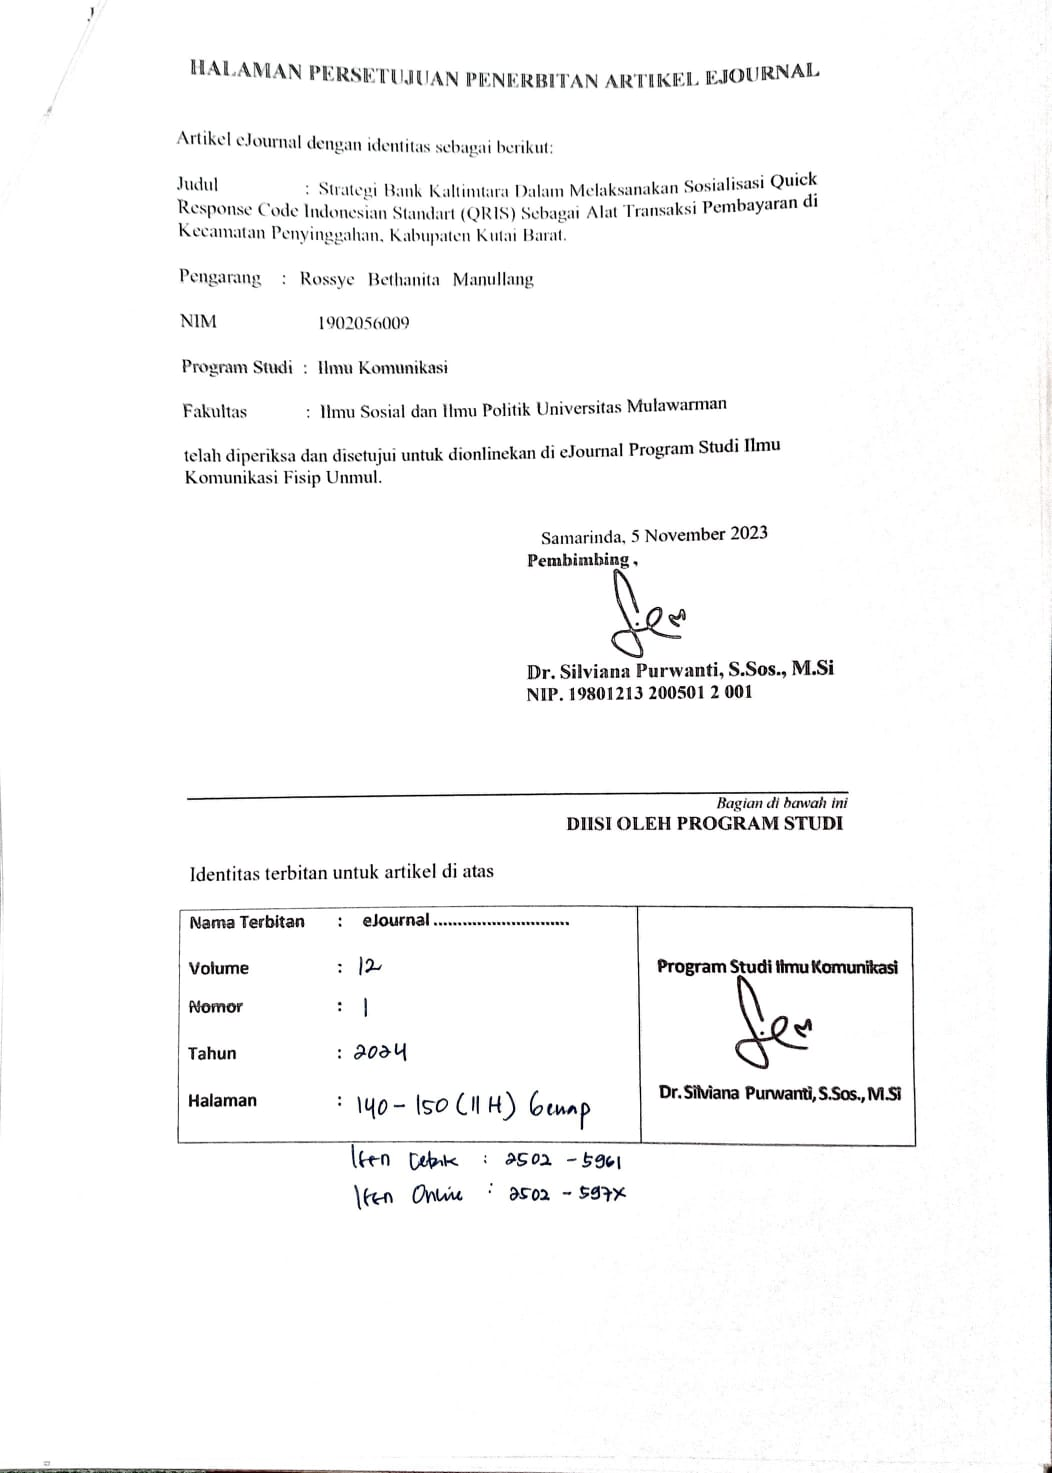 HALAMAN PERSETUJUAN PENERBITAN ARTIKEL EJOURNAL
Artikel eJournal dengan identitas sebagai berikut:
Judul : Strategi Bank Kaltimtara Dalam Melaksanakan Sosialisasi Quick
Response Code Indonesian Standart (QRIS) Sebagai Alat Transaksi Pembayaran di
Kecamatan Penyinggahan, Kabupaten Kutai Barat.
Pengarang : Rossye Bethanita Manullang
NIM 1902056009
Program Studi : Ilmu Komunikasi
Fakultas : Ilmu Sosial dan Ilmu Politik Universitas Mulawarman
telah diperiksa dan disetujui untuk dionlinekan di eJournal Program Studi Ilmu
Komunikasi Fisip Unmul.
Samarinda, 5 November 2023
Pembimbing ,
Dr. Silviana Purwanti, S.Sos., M.Si
NIP. 19801213 200501 2 001
Bagian di bawah ini
DIISI OLEH PROGRAM STUDI
Identitas terbitan untuk artikel di atas
Nama Terbitan : eJournal ............................
Volume : 12
Nomor : 1
Tahun : 2024
Halaman : 140 - 150 (11 H) Genap
Program Studi Ilmu Komunikasi
Dr. Silviana Purwanti, S.Sos., M.Si
Cetak : 2502 - 5961
Online : 2502 - 597X